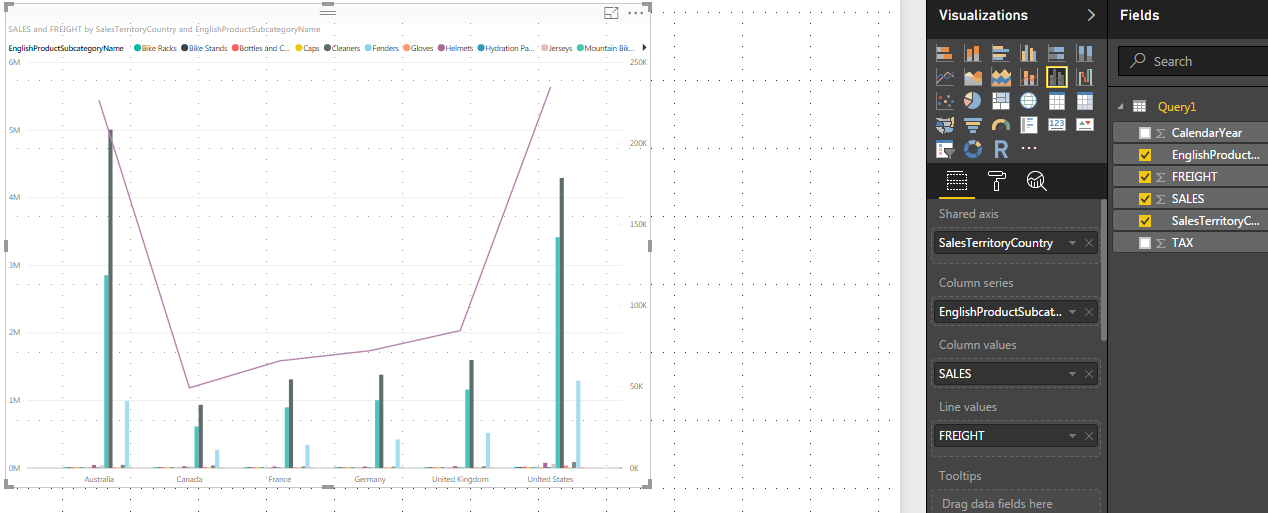 SALES and FREIGHT by SalesTerritoryCountry and EnglishProductSubcategoryName
EnglishProductSubcategoryName Bike Racks Bike Stands Bottles and C... Caps Cleaners Fenders Gloves Helmets Hydration Pa... Jerseys Mountain Bik...
6M 250K
5M
200K
4M
150K
3M
100K
2M
50K
1M
0M 0K
Australia Canada France Germany United Kingdom United States
Visualizations
R
123
Shared axis
SalesTerritoryCountry
Column series
EnglishProductSubcat...
Column values
SALES
Line values
FREIGHT
Tooltips
Drag data fields here
Fields
Search
Query1
CalendarYear
EnglishProduct...
FREIGHT
SALES
SalesTerritoryC...
TAX